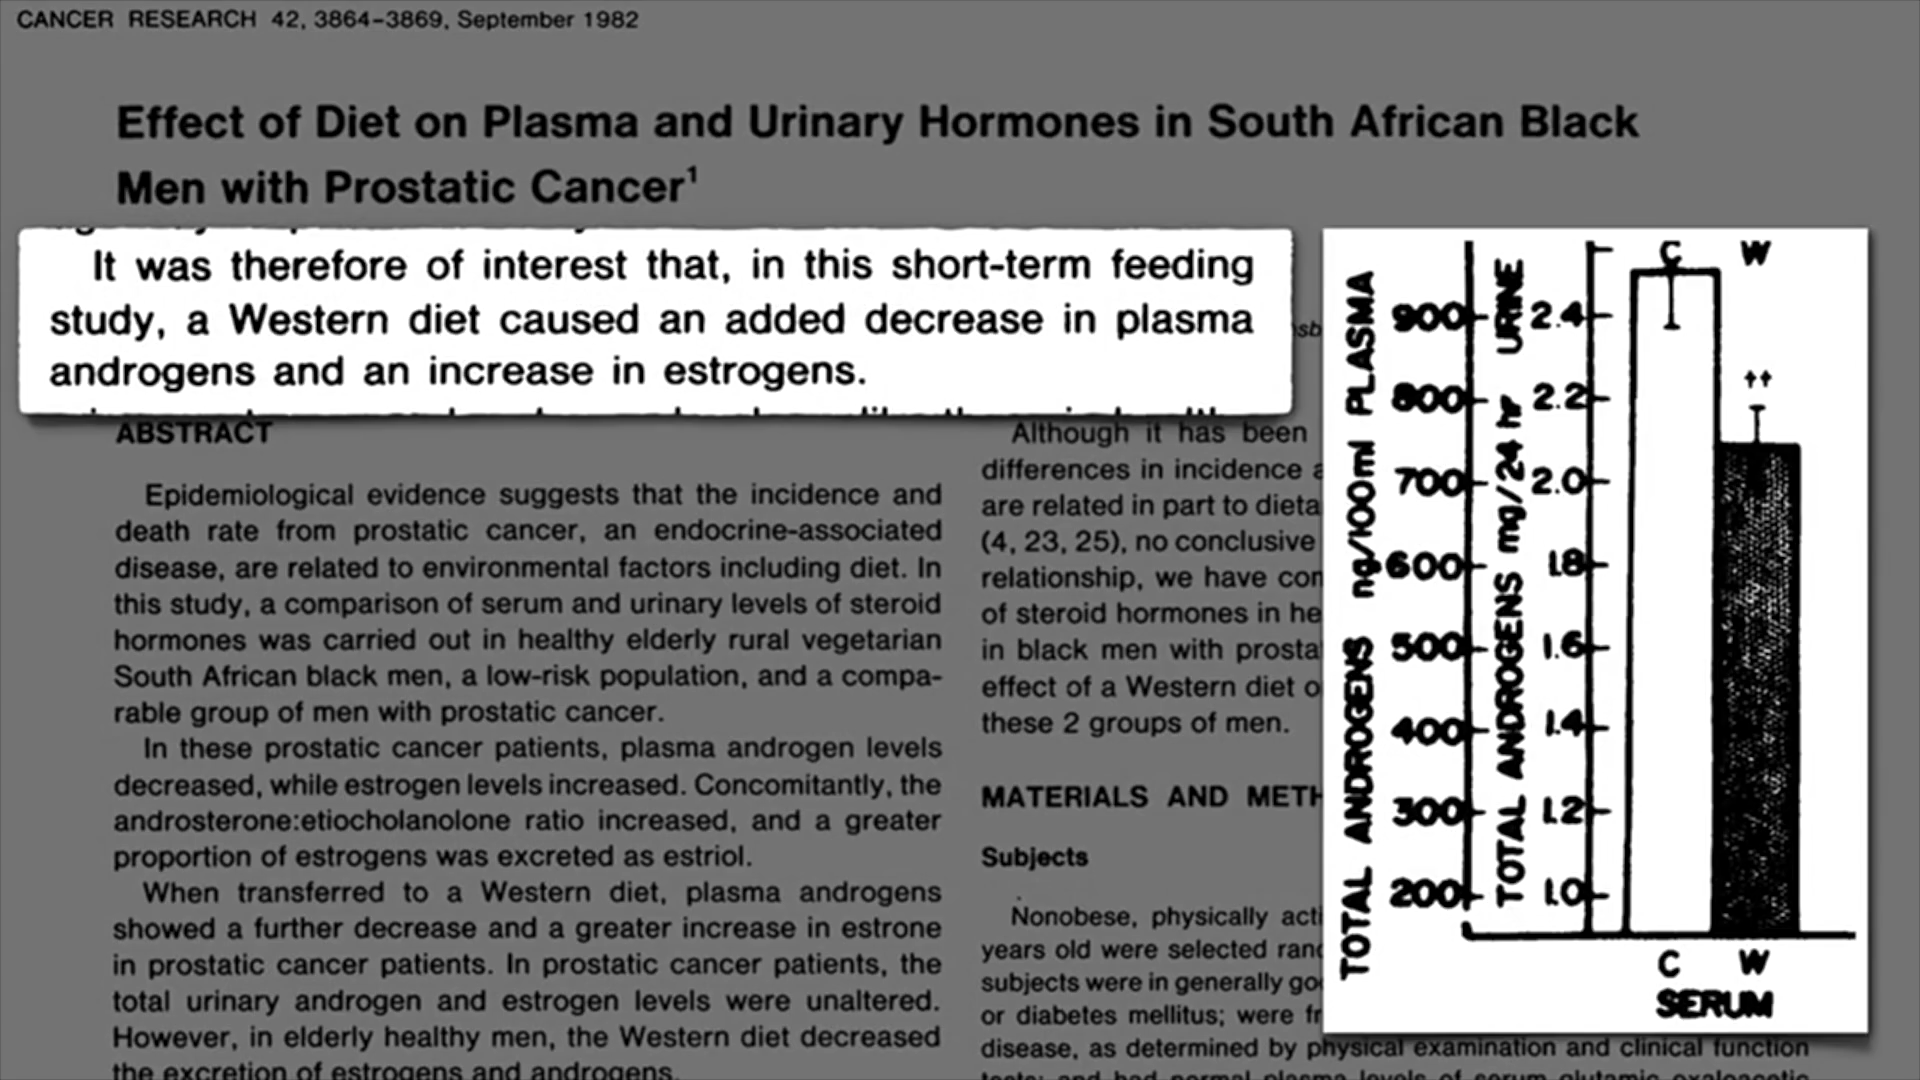 CANCER RESEARCH 42, 3864-3869, September 1982
Effect of Diet on Plasma and Urinary Hormones in South African Black
Men with Prostatic Cancer¹
It was therefore of interest that, in this short-term feeding
study, a Western diet caused an added decrease in plasma
androgens and an increase in estrogens.
ABSTRACT
Epidemiological evidence suggests that the incidence and
death rate from prostatic cancer, an endocrine-associated
disease, are related to environmental factors including diet. In
this study, a comparison of serum and urinary levels of steroid
hormones was carried out in healthy elderly rural vegetarian
South African black men, a low-risk population, and a compa-
rable group of men with prostatic cancer.
In these prostatic cancer patients, plasma androgen levels
decreased, while estrogen levels increased. Concomitantly, the
androsterone:etiocholanolone ratio increased, and a greater
proportion of estrogens was excreted as estriol.
When transferred to a Western diet, plasma androgens
showed a further decrease and a greater increase in estrone
in prostatic cancer patients. In prostatic cancer patients, the
total urinary androgen and estrogen levels were unaltered.
However, in elderly healthy men, the Western diet decreased
the excretion of estrogens and androgens.
Although it has been
differences in incidence
are related in part to
(4, 23, 25), no conclusive
relationship, we have
of steroid hormones in
in black men with
effect of a Western diet
these 2 groups of men.
MATERIALS AND
Subjects
Nonobese, physically
years old were selected
subjects were in generally
or diabetes mellitus; were
disease, as determined by physical examination and clinical function
tests; and had normal plasma levels of serum glutamic oxaloacetic
TOTAL ANDROGENS ng/100ml PLASMA
900
800
700
600
500
400
300
200
TOTAL ANDROGENS mg/24 hr URINE
2.4
2.2
2.0
1.8
1.6
1.4
1.2
1.0
C W
††
C W
SERUM